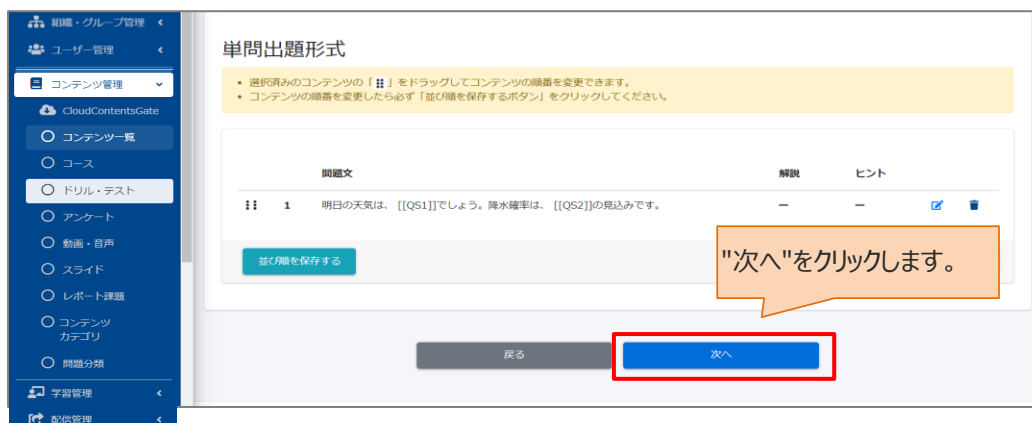 組織・グループ管理
ユーザー管理
コンテンツ管理
CloudContentsGate
コンテンツ一覧
コース
ドリル・テスト
アンケート
動画・音声
スライド
レポート課題
コンテンツ
カテゴリ
問題分類
学習管理
配信管理
単問出題形式
• 選択済みのコンテンツの「⠿」をドラッグしてコンテンツの順番を変更できます。
• コンテンツの順番を変更したら必ず「並び順を保存するボタン」をクリックしてください。
問題文 解説 ヒント
1 明日の天気は、 [[QS1]]でしょう。降水確率は、 [[QS2]]の見込みです。 － －
並び順を保存する
"次へ"をクリックします。
戻る 次へ